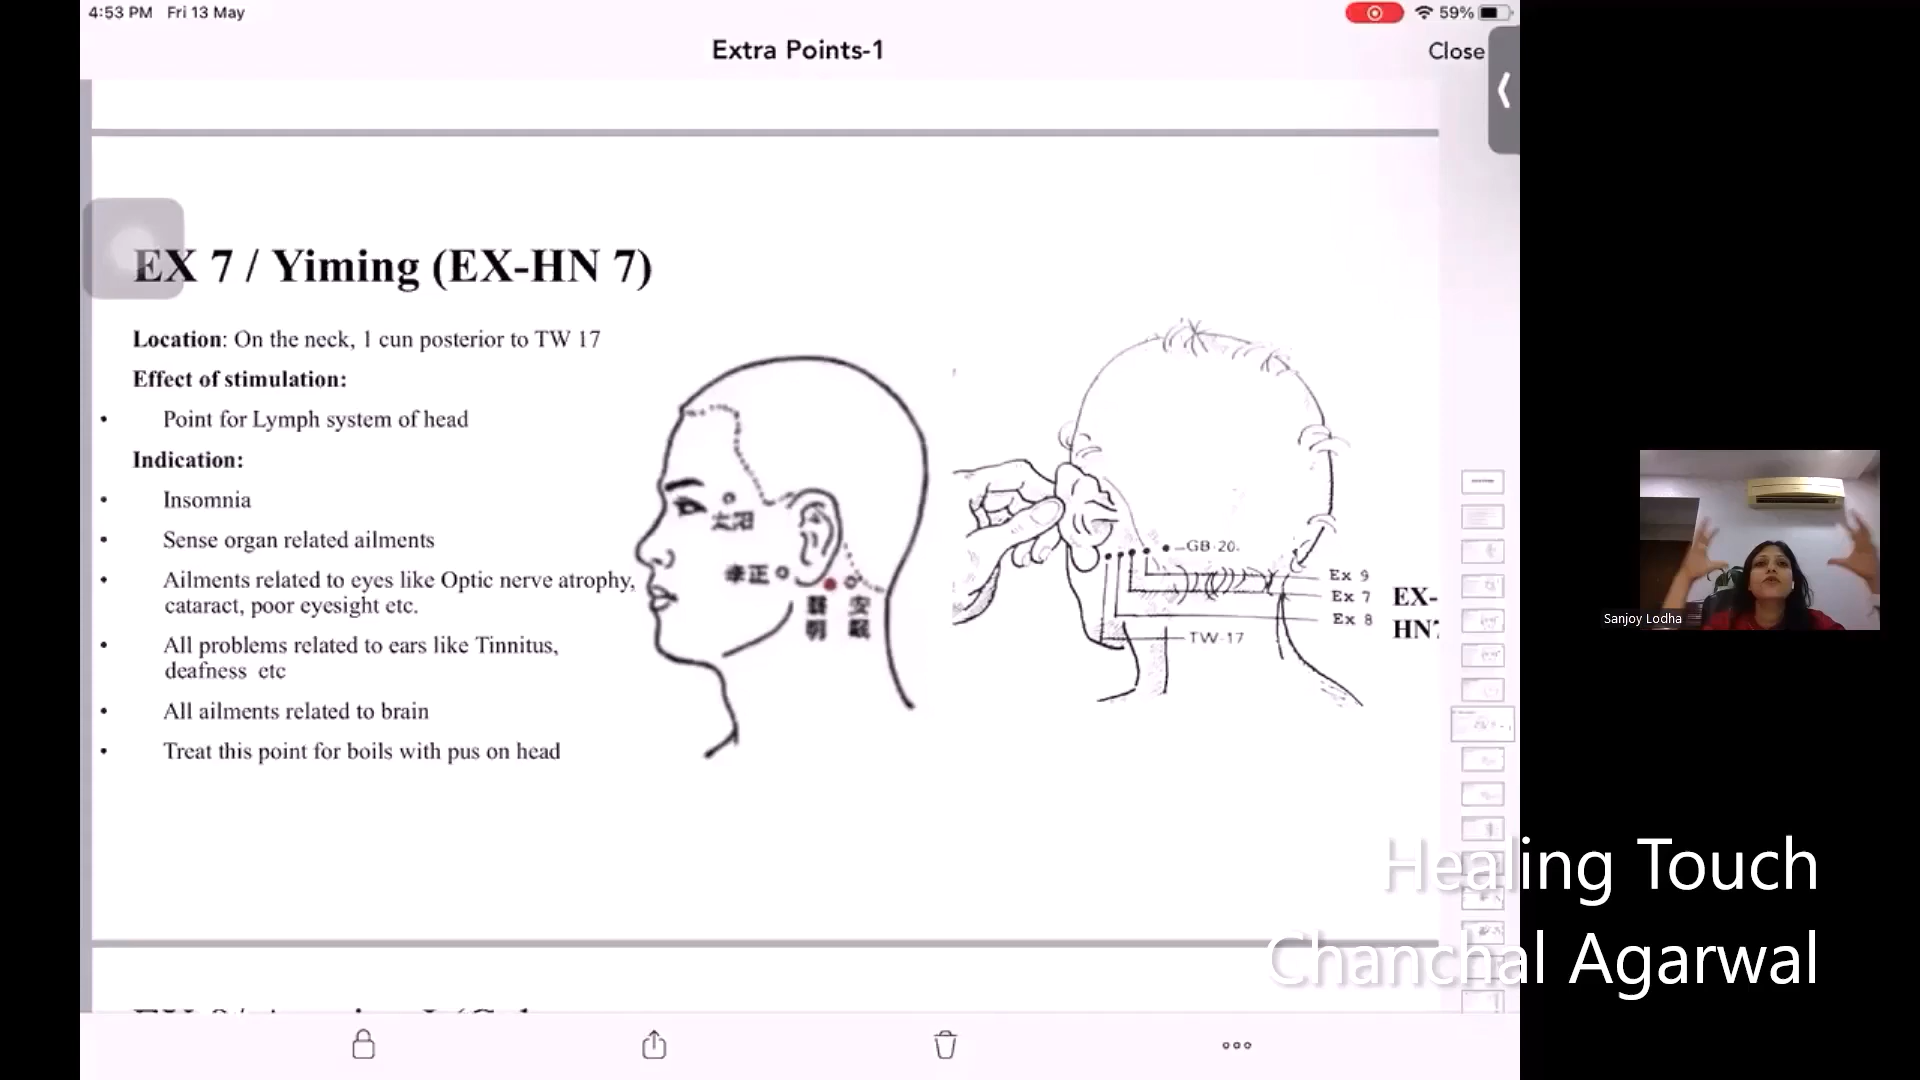 4:53 PM Fri 13 May
59%
Extra Points-1
Close
EX 7 / Yiming (EX-HN 7)
Location: On the neck, 1 cun posterior to TW 17
Effect of stimulation:
• Point for Lymph system of head
Indication:
• Insomnia
• Sense organ related ailments
• Ailments related to eyes like Optic nerve atrophy,
cataract, poor eyesight etc.
• All problems related to ears like Tinnitus,
deafness etc
• All ailments related to brain
• Treat this point for boils with pus on head
太阳
牵正
翳明
安眠
GB-20.
Ex 9
Ex 7
Ex 8
TW-17
EX-
HN7
Sanjoy Lodha
Healing Touch
Chanchal Agarwal